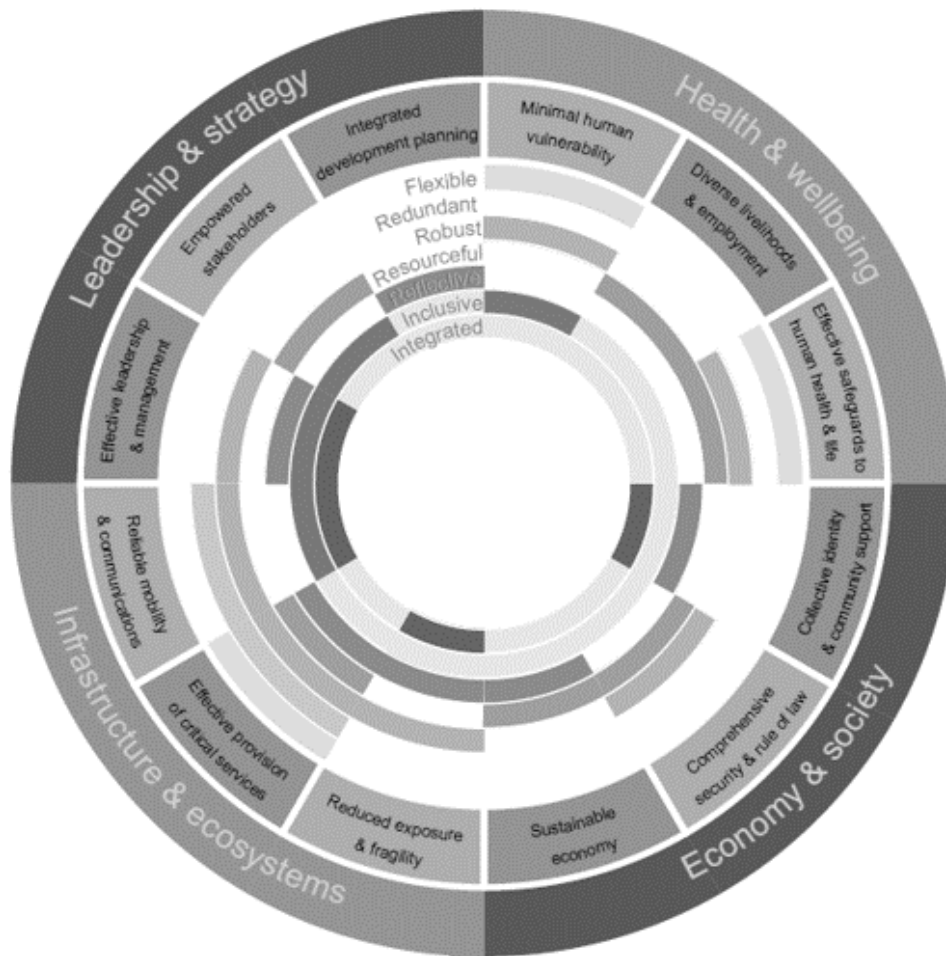 Leadership & strategy
Health & wellbeing
Integrated
development planning
Minimal human
vulnerability
Empowered
stakeholders
Diverse livelihoods
& employment
Flexible
Redundant
Robust
Resourceful
Reflective
Inclusive
Integrated
Effective leadership
& management
Effective safeguards to
human health & life
Reliable mobility
& communications
Collective identity
& community support
Effective provision
of critical services
Comprehensive
security & rule of law
Reduced exposure
& fragility
Sustainable
economy
Infrastructure & ecosystems
Economy & society